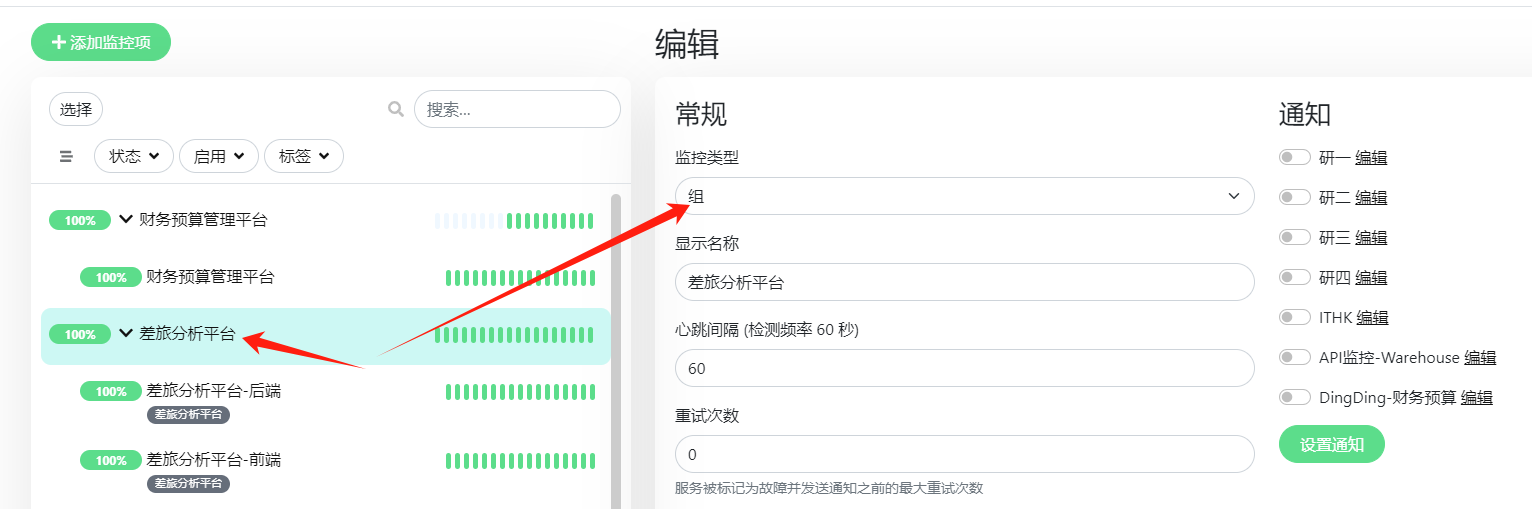 添加监控项
选择
搜索...
状态
启用
标签
100%
财务预算管理平台
100%
财务预算管理平台
100%
差旅分析平台
100%
差旅分析平台-后端
差旅分析平台
100%
差旅分析平台-前端
差旅分析平台
编辑
常规
监控类型
组
显示名称
差旅分析平台
心跳间隔 (检测频率 60 秒)
60
重试次数
0
服务被标记为故障并发送通知之前的最大重试次数
通知
研一 编辑
研二 编辑
研三 编辑
研四 编辑
ITHK 编辑
API监控-Warehouse 编辑
DingDing-财务预算 编辑
设置通知